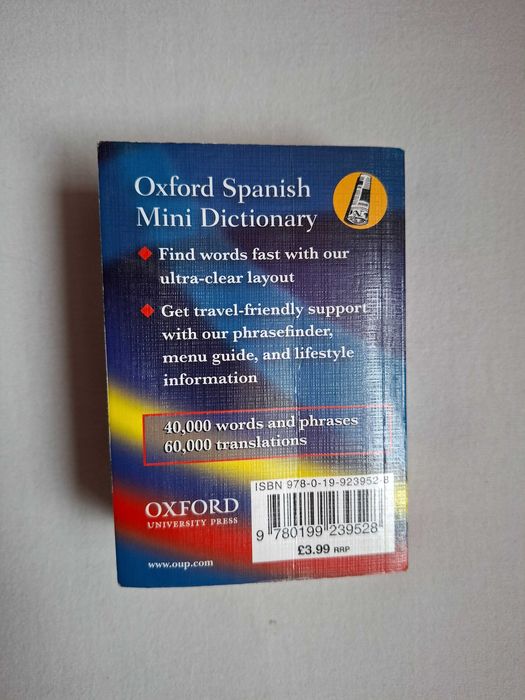 Oxford Spanish
Mini Dictionary
Find words fast with our
ultra-clear layout
Get travel-friendly support
with our phrasefinder,
menu guide, and lifestyle
information
40,000 words and phrases
60,000 translations
ISBN 978-0-19-923952-8
9 780199 239528
£3.99 RRP
OXFORD
UNIVERSITY PRESS
www.oup.com